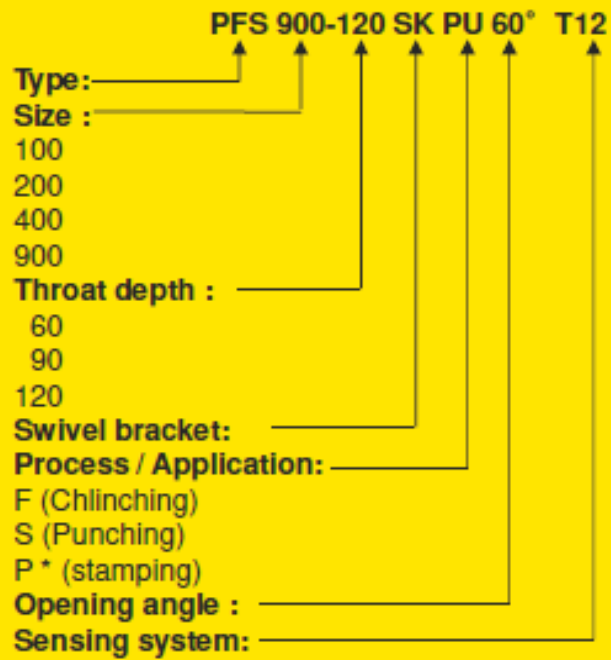 PFS 900-120 SK PU 60° T12
Type:
Size :
100
200
400
900
Throat depth :
60
90
120
Swivel bracket:
Process / Application:
F (Chlinching)
S (Punching)
P * (stamping)
Opening angle :
Sensing system: